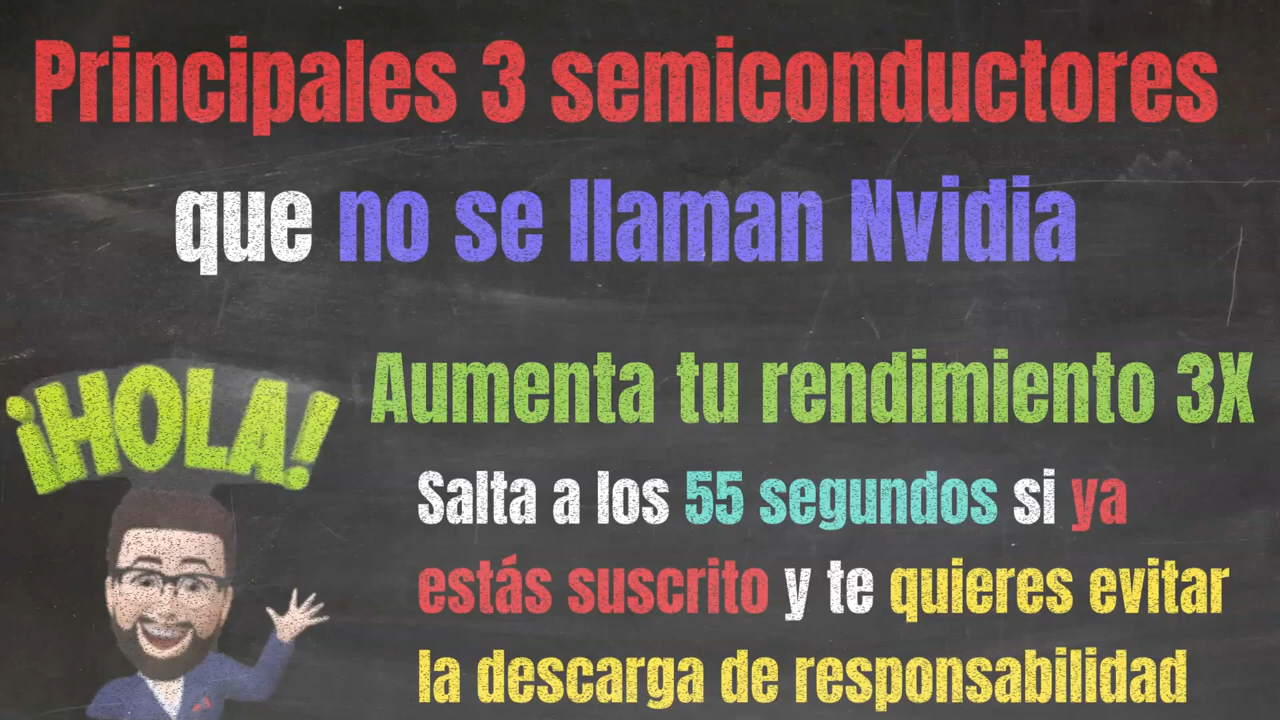 Principales 3 semiconductores
que no se llaman Nvidia
¡HOLA!
Aumenta tu rendimiento 3X
Salta a los 55 segundos si ya
estás suscrito y te quieres evitar
la descarga de responsabilidad